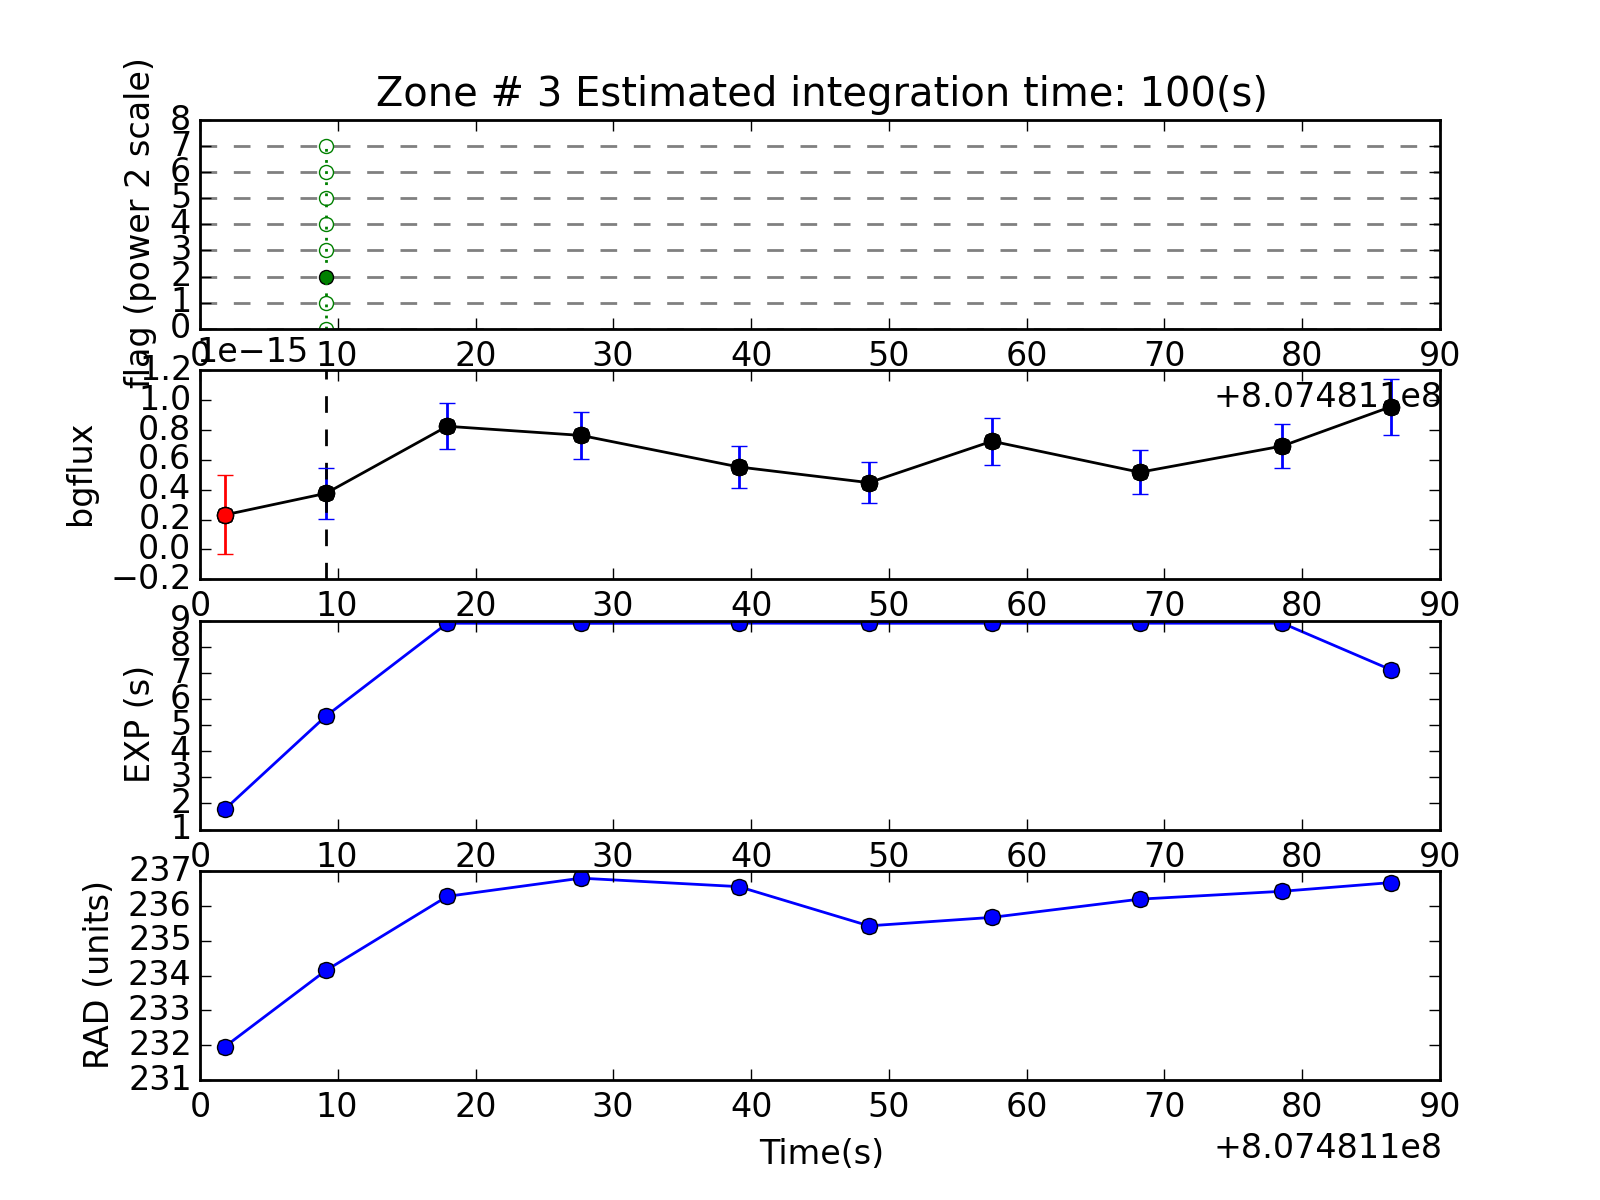 Zone # 3 Estimated integration time: 100(s)
flag (power 2 scale)
8
7
6
5
4
3
2
1
0
0 10 20 30 40 50 60 70 80 90
1e−15
+8.074811e8
bgflux
1.2
1.0
0.8
0.6
0.4
0.2
0.0
−0.2
0 10 20 30 40 50 60 70 80 90
EXP (s)
9
8
7
6
5
4
3
2
1
0 10 20 30 40 50 60 70 80 90
RAD (units)
237
236
235
234
233
232
231
0 10 20 30 40 50 60 70 80 90
Time(s)
+8.074811e8